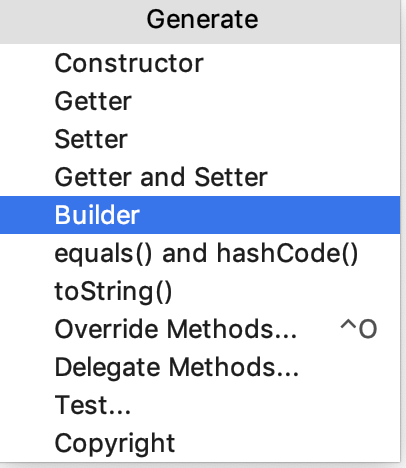 Generate
Constructor
Getter
Setter
Getter and Setter
Builder
equals() and hashCode()
toString()
Override Methods... ^O
Delegate Methods...
Test...
Copyright